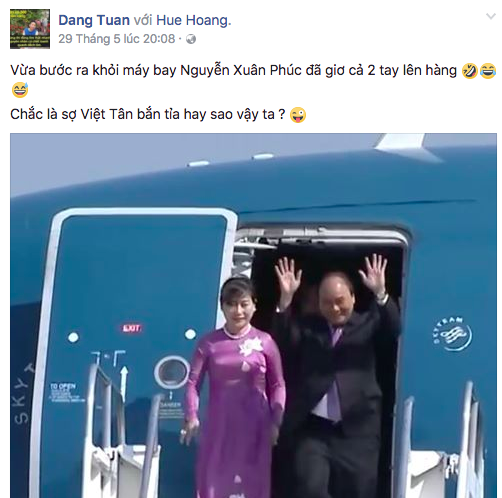 Dang Tuan với Hue Hoang.
29 Tháng 5 lúc 20:08 ·
Vừa bước ra khỏi máy bay Nguyễn Xuân Phúc đã giơ cả 2 tay lên hàng 🤣😂
😅
Chắc là sợ Việt Tân bắn tỉa hay sao vậy ta ? 😜
EXIT
SKYTEAM
TO OPEN
DANGER
SKYT